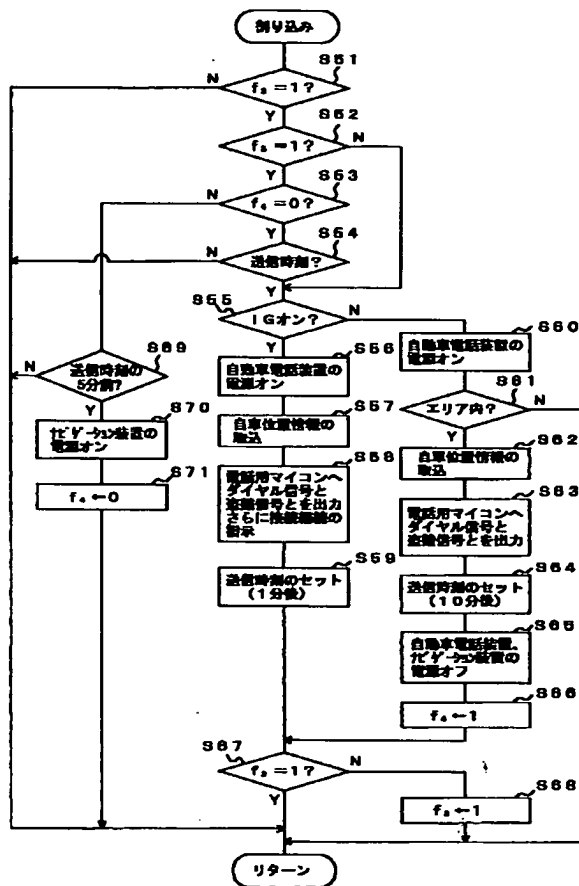 割り込み
S51
N
Y
S52
N
f₄＝0?
Y
S53
N
Y
送信時刻?
S54
N
Y
IGオン?
S55
N
Y
自動車電話装置の
電源オン
S56
自車位置情報の
取込
S57
電話用マイコンへ
ダイヤル信号と
盗難信号とを出力
さらに接続継続の
指示
S58
送信時刻のセット
(1分後)
S59
自動車電話装置の
電源オン
S60
エリア内?
S61
N
Y
自車位置情報の
取込
S62
電話用マイコンへ
ダイヤル信号と
盗難信号とを出力
S63
送信時刻のセット
(10分後)
S64
自動車電話装置、
ナビゲーション装置の
電源オフ
S65
f₄←1
S66
S67
N
Y
S68
送信時刻の
5分前?
S69
N
Y
ナビゲーション装置の
電源オン
S70
f₄←0
S71
リターン